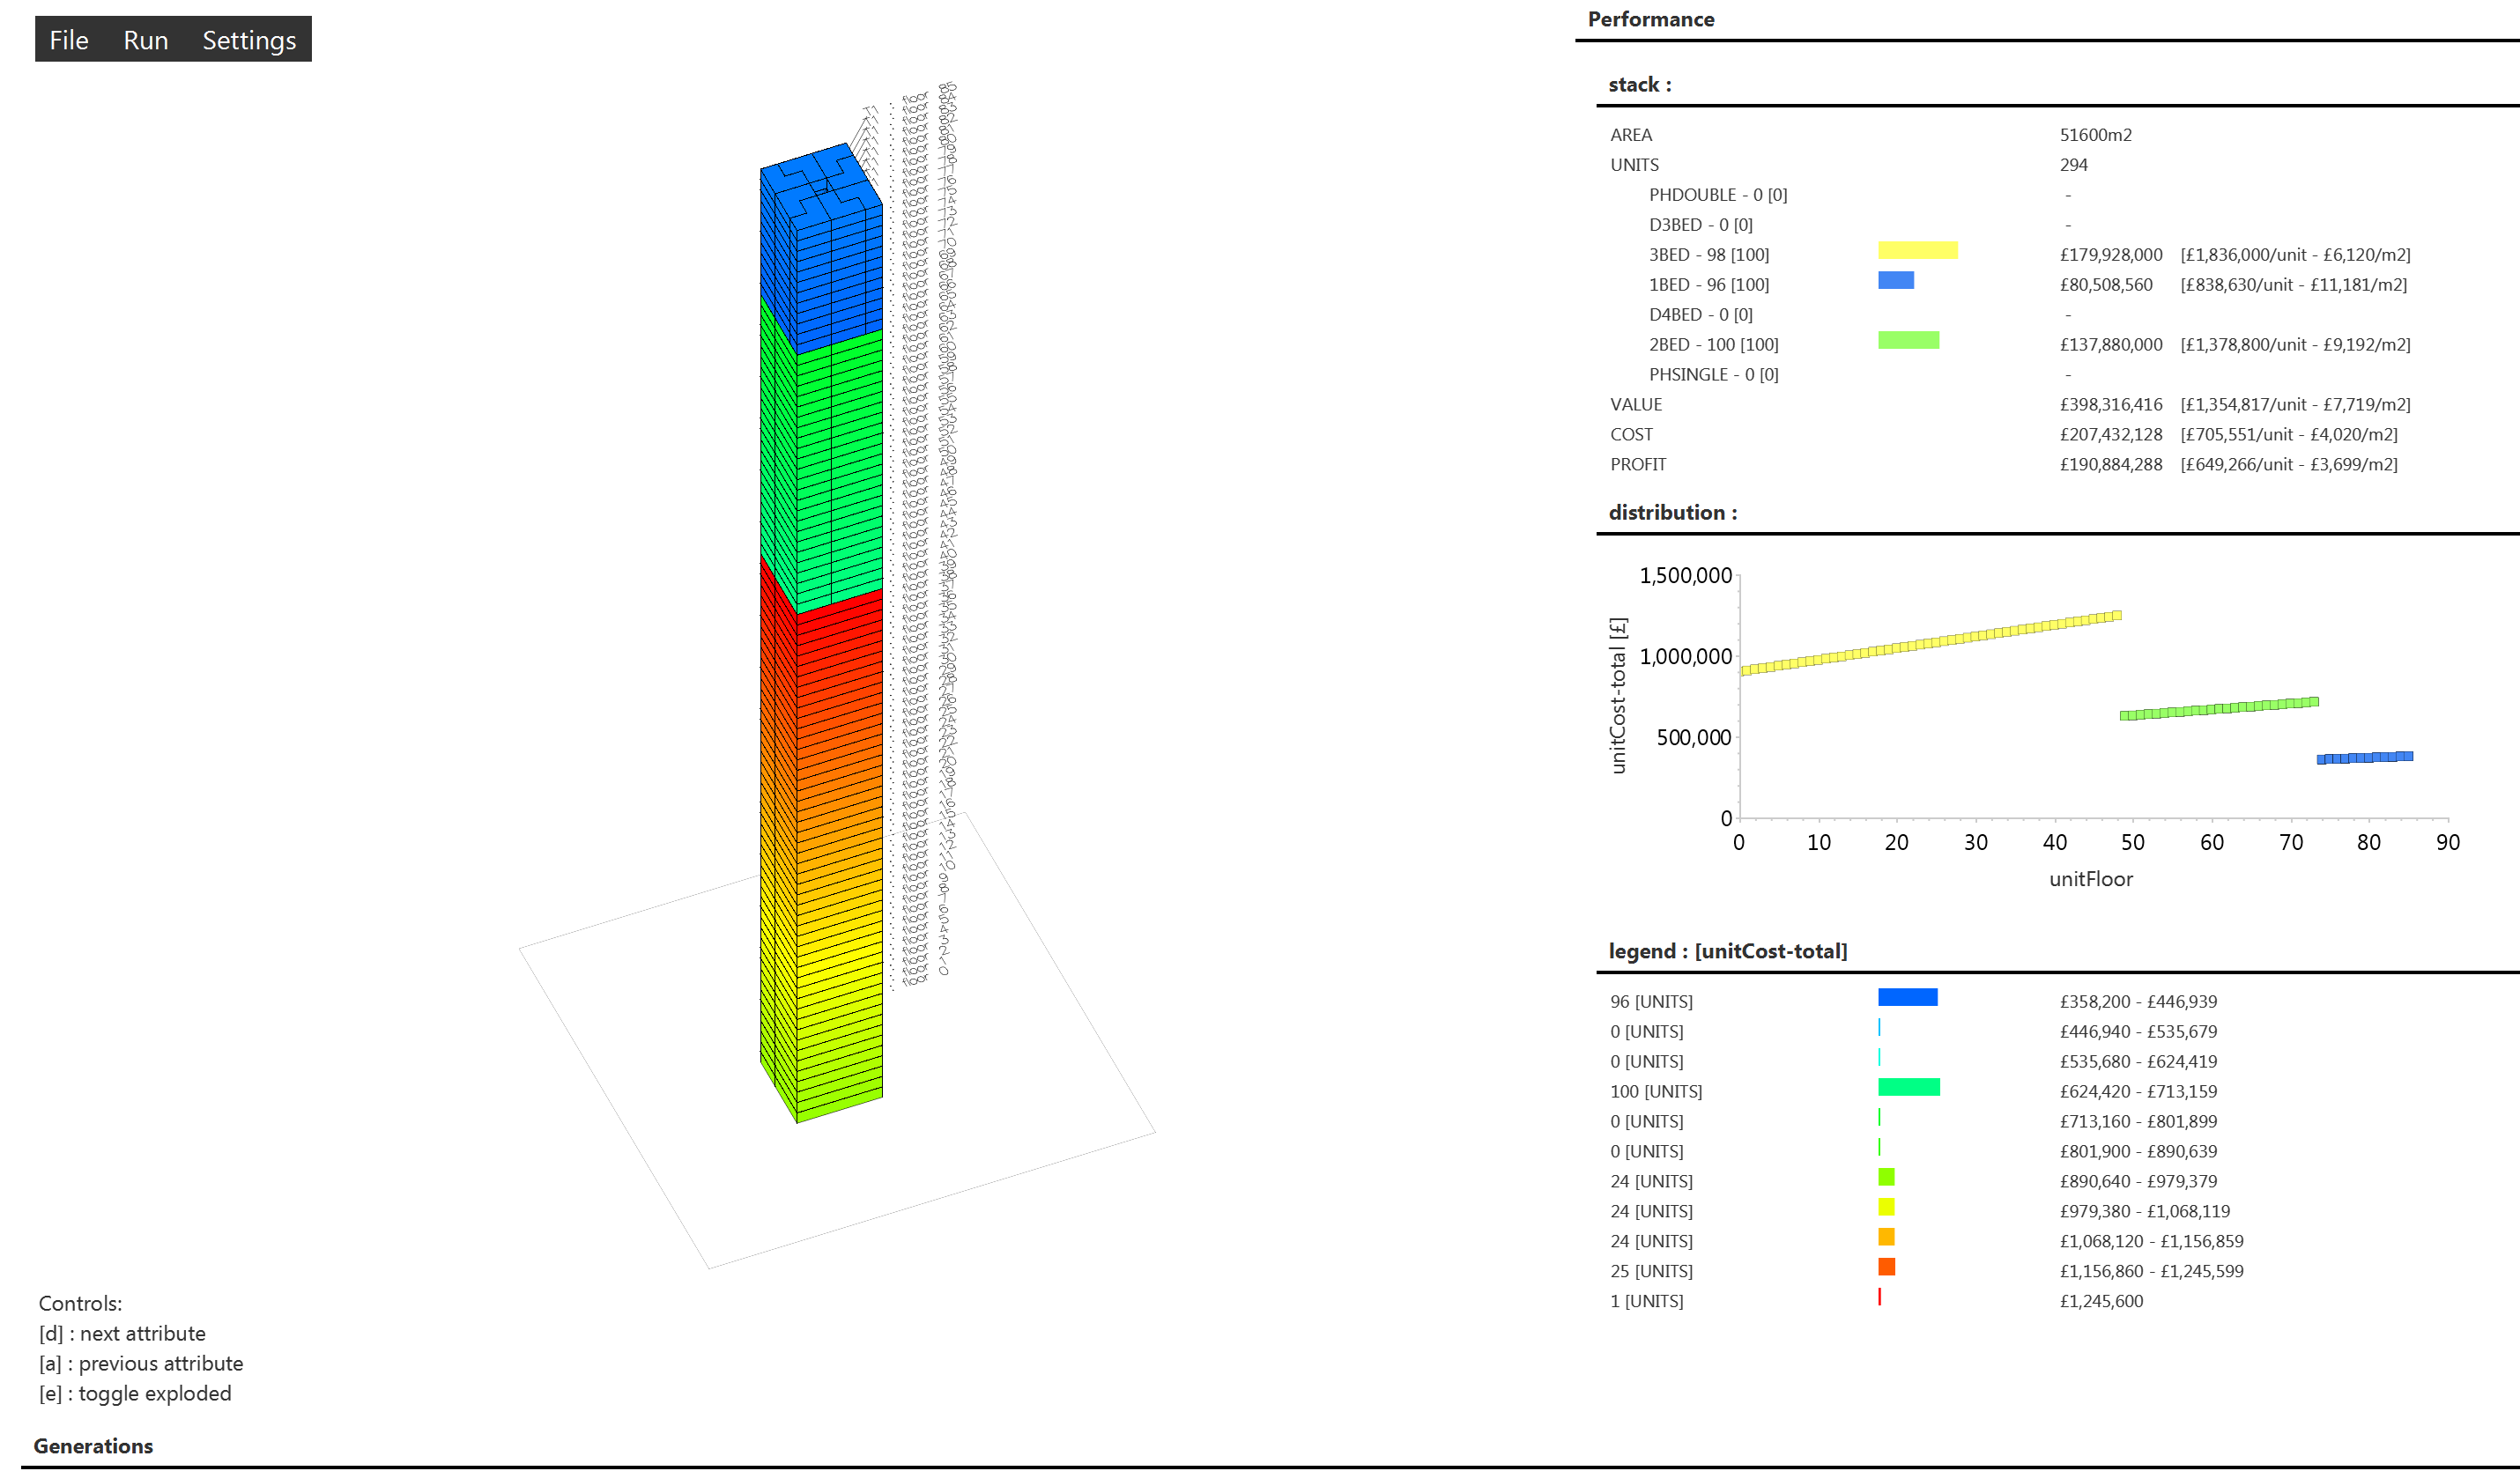 File Run Settings
Performance
stack :
AREA 51600m2
UNITS 294
PHDOUBLE - 0 [0] -
D3BED - 0 [0] -
3BED - 98 [100] £179,928,000 [£1,836,000/unit - £6,120/m2]
1BED - 96 [100] £80,508,560 [£838,630/unit - £11,181/m2]
D4BED - 0 [0] -
2BED - 100 [100] £137,880,000 [£1,378,800/unit - £9,192/m2]
PHSINGLE - 0 [0] -
VALUE £398,316,416 [£1,354,817/unit - £7,719/m2]
COST £207,432,128 [£705,551/unit - £4,020/m2]
PROFIT £190,884,288 [£649,266/unit - £3,699/m2]
distribution :
1,500,000
1,000,000
500,000
0
unitCost-total [£]
0 10 20 30 40 50 60 70 80 90
unitFloor
legend : [unitCost-total]
96 [UNITS] £358,200 - £446,939
0 [UNITS] £446,940 - £535,679
0 [UNITS] £535,680 - £624,419
100 [UNITS] £624,420 - £713,159
0 [UNITS] £713,160 - £801,899
0 [UNITS] £801,900 - £890,639
24 [UNITS] £890,640 - £979,379
24 [UNITS] £979,380 - £1,068,119
24 [UNITS] £1,068,120 - £1,156,859
25 [UNITS] £1,156,860 - £1,245,599
1 [UNITS] £1,245,600
Controls:
[d] : next attribute
[a] : previous attribute
[e] : toggle exploded
Generations